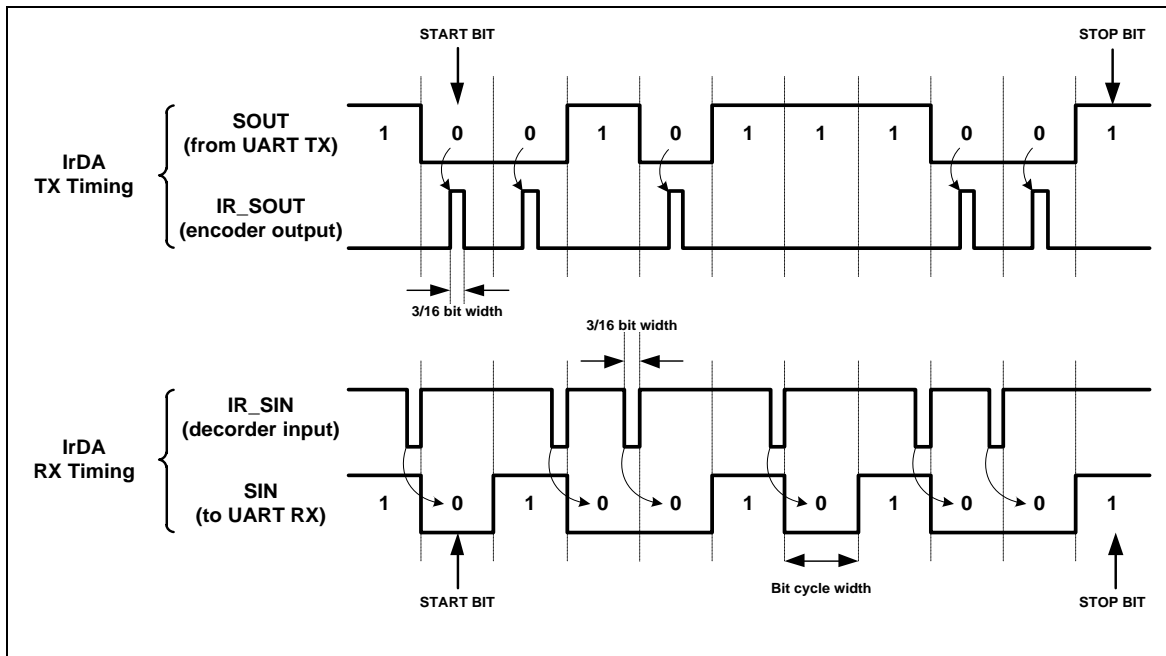 START BIT
STOP BIT
SOUT
(from UART TX)
1 0 0 1 0 1 1 1 0 0 1
IrDA
TX Timing
IR_SOUT
(encoder output)
3/16 bit width
3/16 bit width
IR_SIN
(decorder input)
IrDA
RX Timing
SIN
(to UART RX)
1 0 1 0 0 1 0 1 0 0 1
Bit cycle width
START BIT
STOP BIT